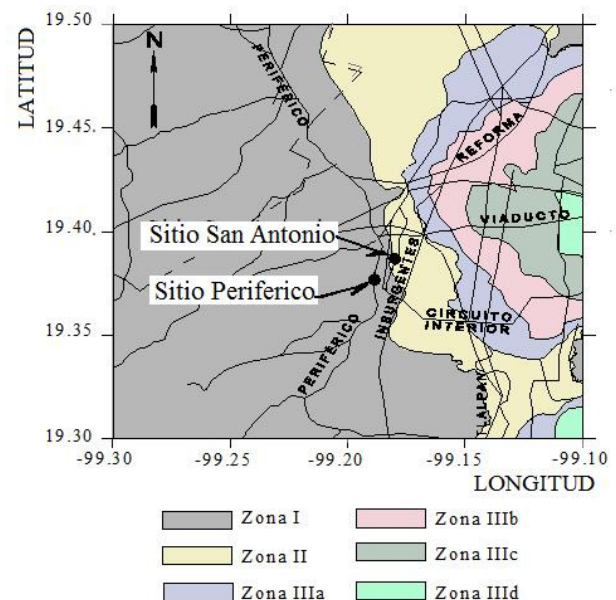 19.50
LATITUD
N
PERIFÉRICO
19.45
REFORMA
VIADUCTO
19.40
Sitio San Antonio
Sitio Periferico
INSURGENTES
CIRCUITO
INTERIOR
19.35
PERIFÉRICO
TLALPAN
19.30
-99.30
-99.25
-99.20
-99.15
-99.10
LONGITUD
Zona I
Zona IIIb
Zona II
Zona IIIc
Zona IIIa
Zona IIId